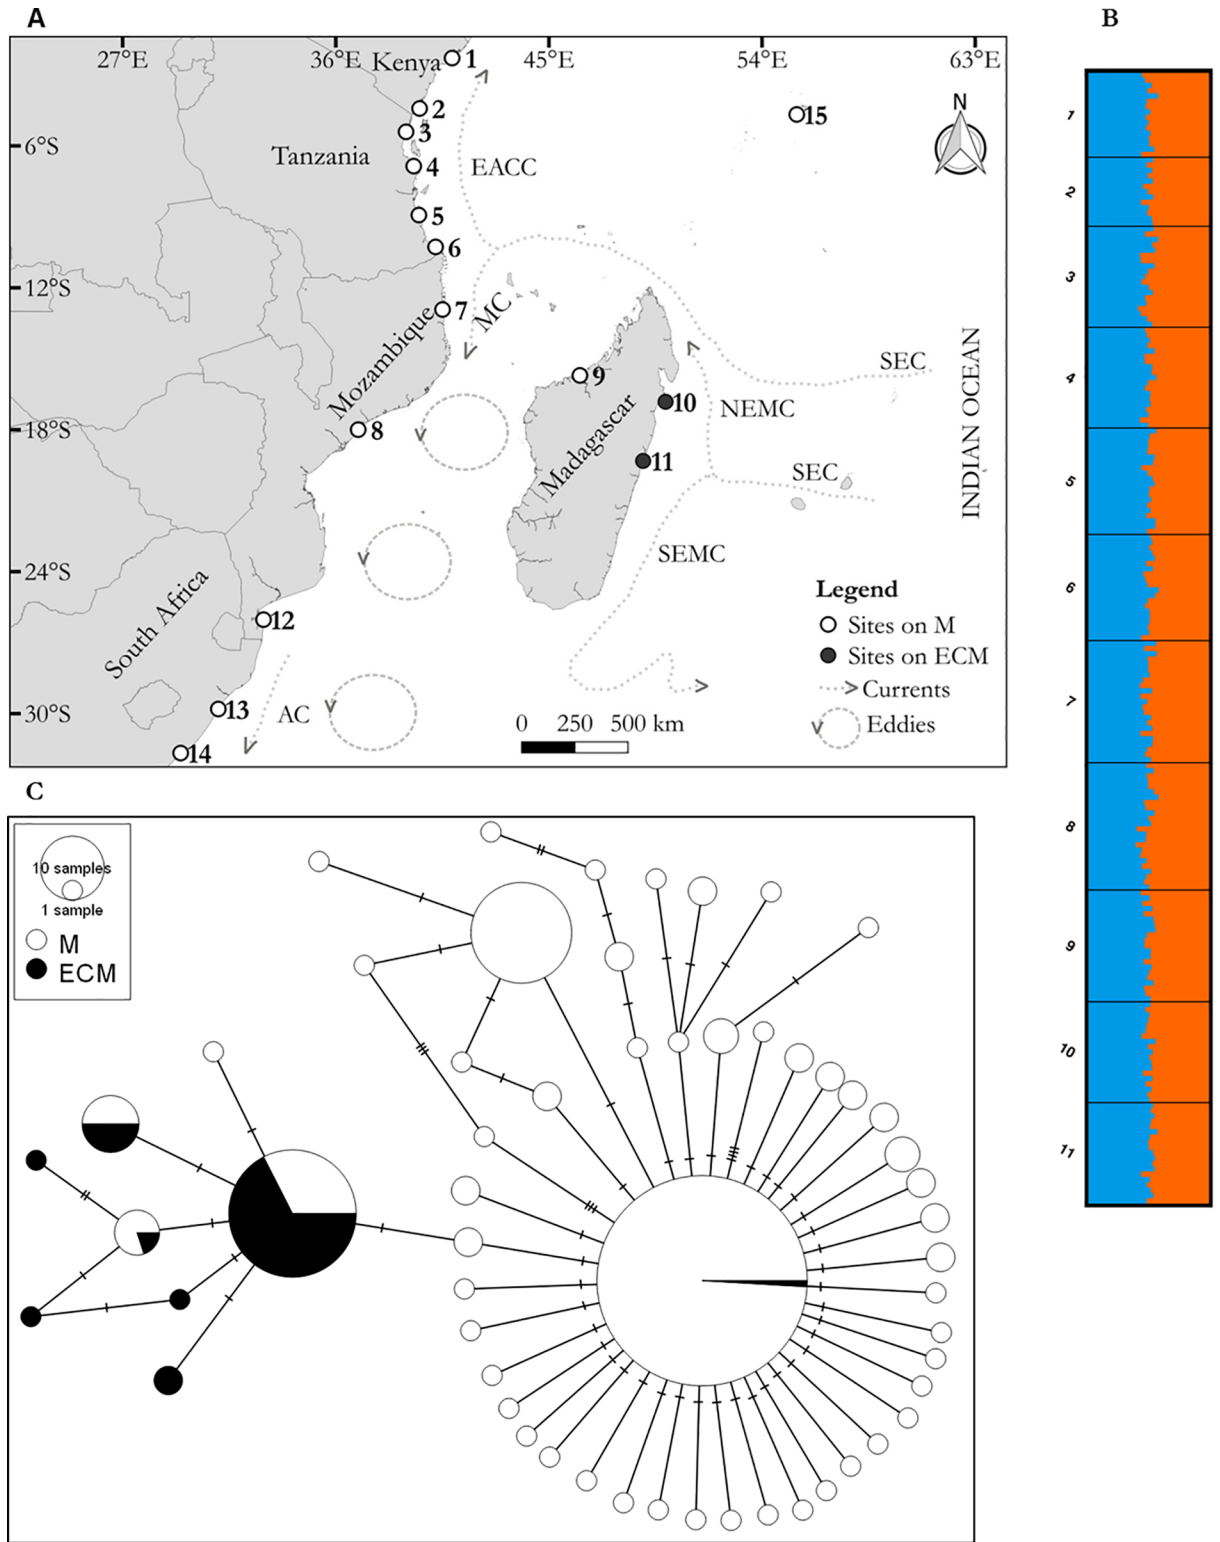 A
27°E
36°E
45°E
54°E
63°E
Kenya
1
2
3
4
5
6
7
8
9
10
11
12
13
14
15
N
6°S
12°S
18°S
24°S
30°S
Tanzania
EACC
MC
Mozambique
Madagascar
SEC
NEMC
SEC
SEMC
INDIAN OCEAN
South Africa
AC
Legend
Sites on M
Sites on ECM
Currents
Eddies
0 250 500 km
B
1
2
3
4
5
6
7
8
9
10
11
C
10 samples
1 sample
M
ECM